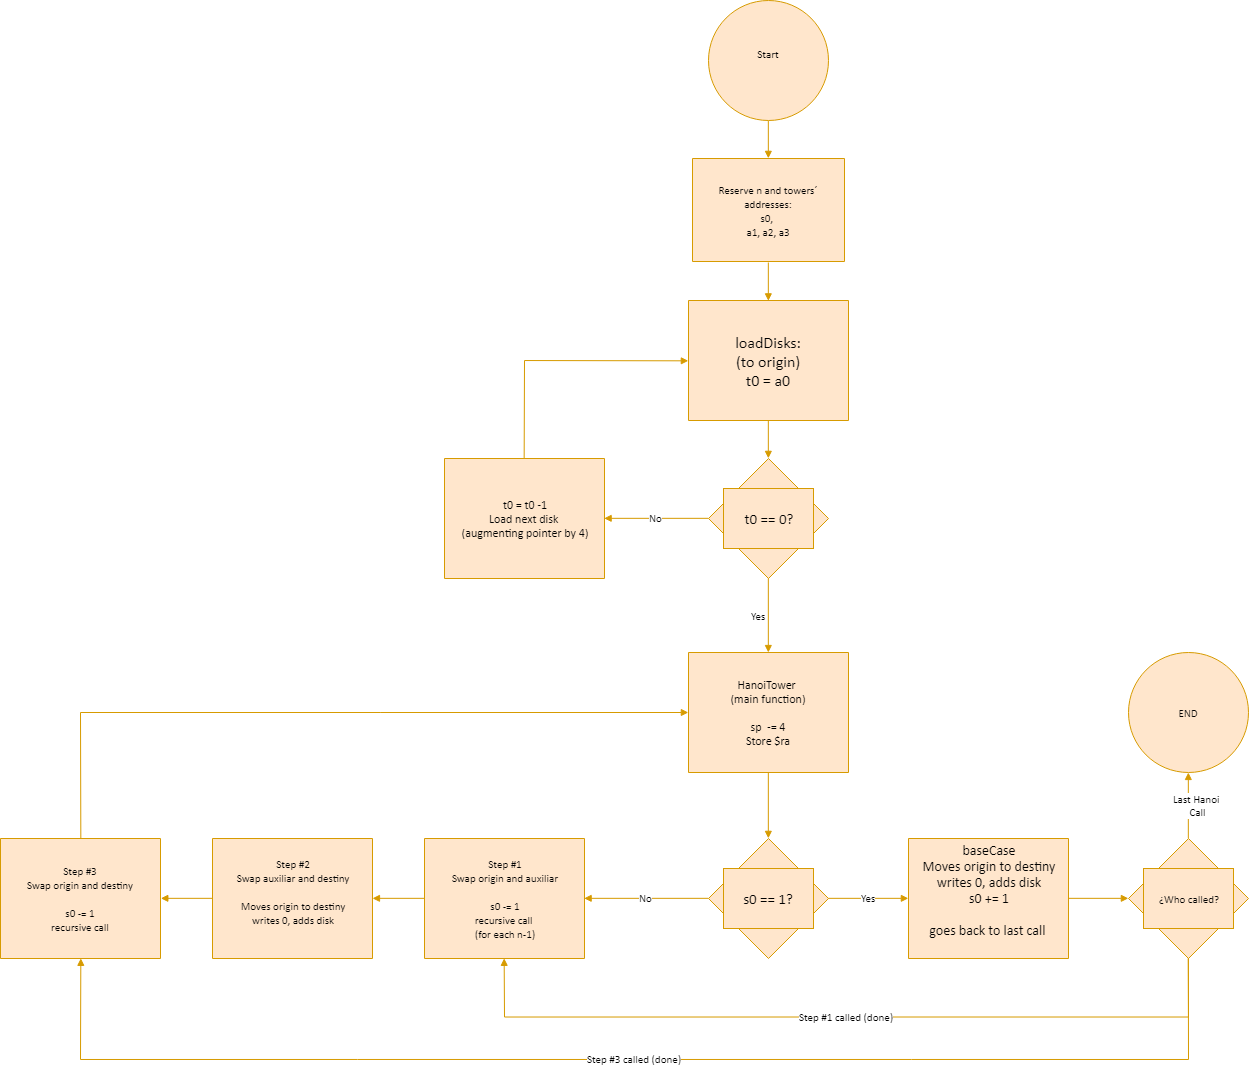 Start
Reserve n and towers´
addresses:
s0,
a1, a2, a3
loadDisks:
(to origin)
t0 = a0
t0 = t0 -1
Load next disk
(augmenting pointer by 4)
No
t0 == 0?
Yes
HanoiTower
(main function)
sp -= 4
Store $ra
END
Last Hanoi
Call
Step #3
Swap origin and destiny
s0 -= 1
recursive call
Step #2
Swap auxiliar and destiny
Moves origin to destiny
writes 0, adds disk
Step #1
Swap origin and auxiliar
s0 -= 1
recursive call
(for each n-1)
No
s0 == 1?
Yes
baseCase
Moves origin to destiny
writes 0, adds disk
s0 += 1
goes back to last call
¿Who called?
Step #1 called (done)
Step #3 called (done)